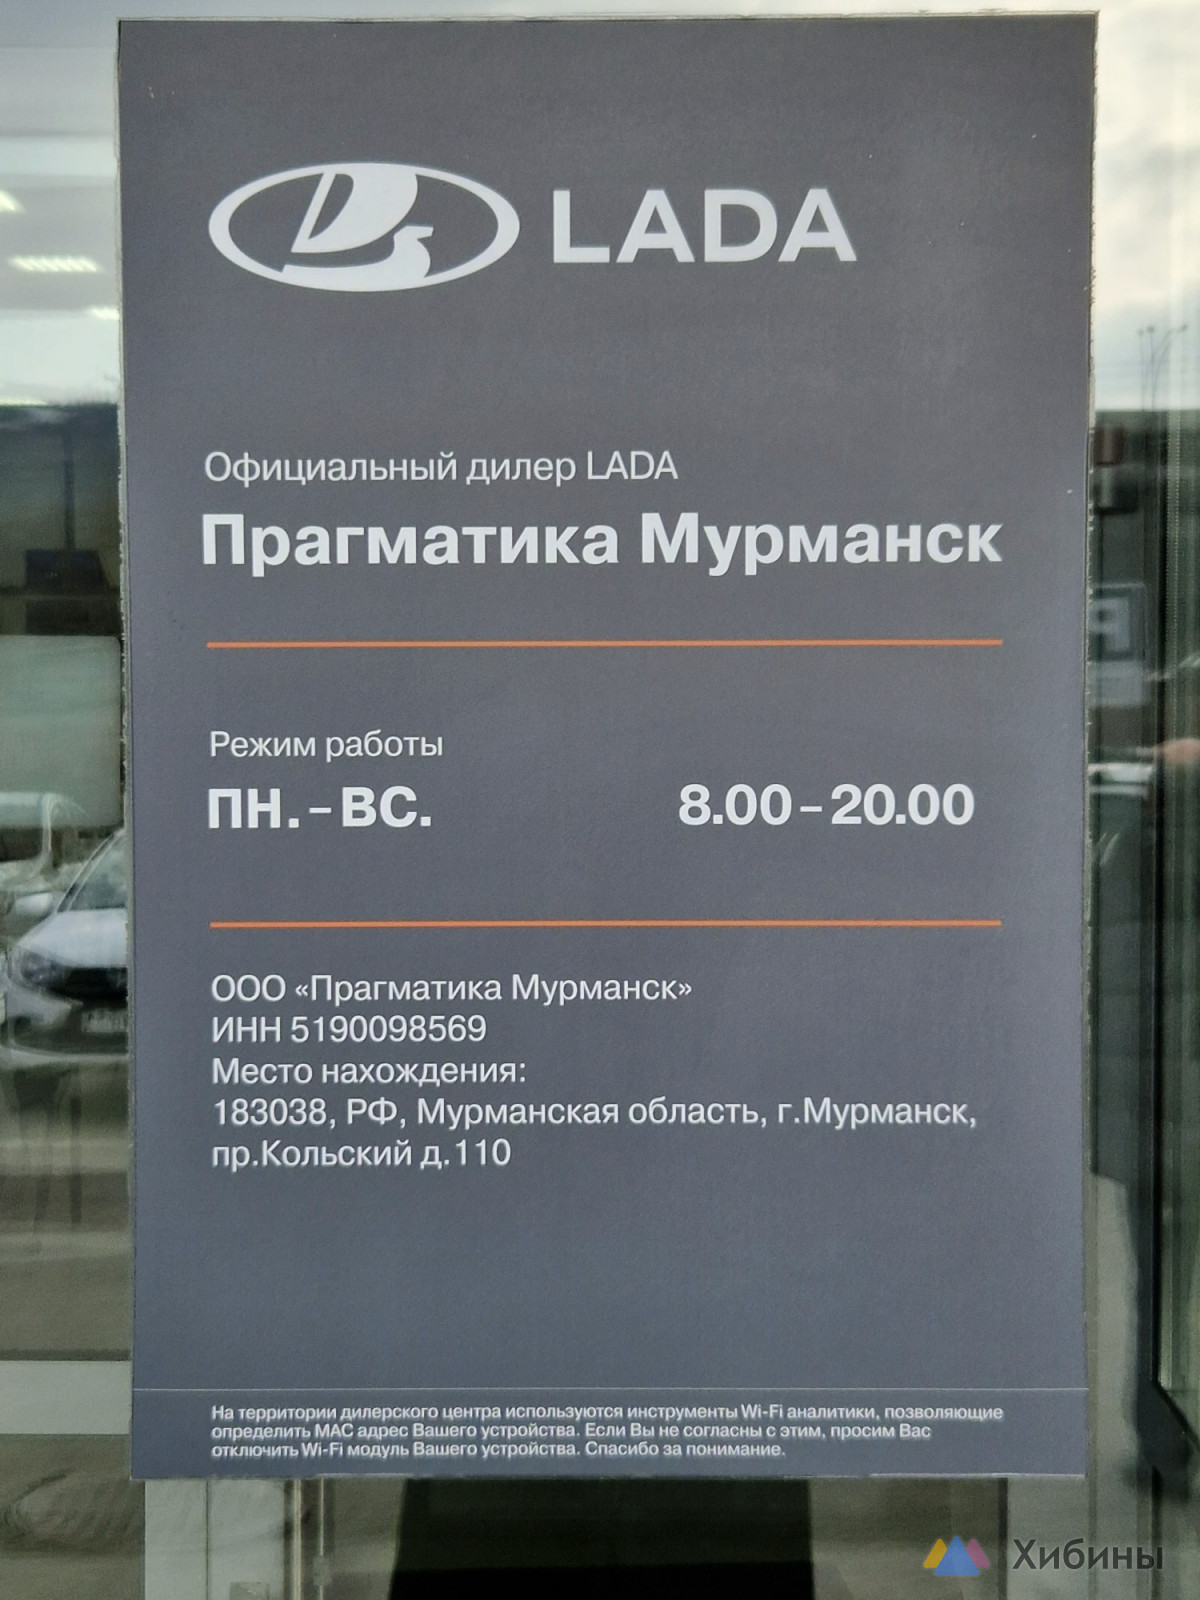 LADA
Официальный дилер LADA
Прагматика Мурманск
Режим работы
ПН. – ВС. 8.00 – 20.00
ООО «Прагматика Мурманск»
ИНН 5190098569
Место нахождения:
183038, РФ, Мурманская область, г.Мурманск,
пр.Кольский д.110
На территории дилерского центра используются инструменты Wi-Fi аналитики, позволяющие
определить MAC адрес Вашего устройства. Если Вы не согласны с этим, просим Вас
отключить Wi-Fi модуль Вашего устройства. Спасибо за понимание.
Хибины